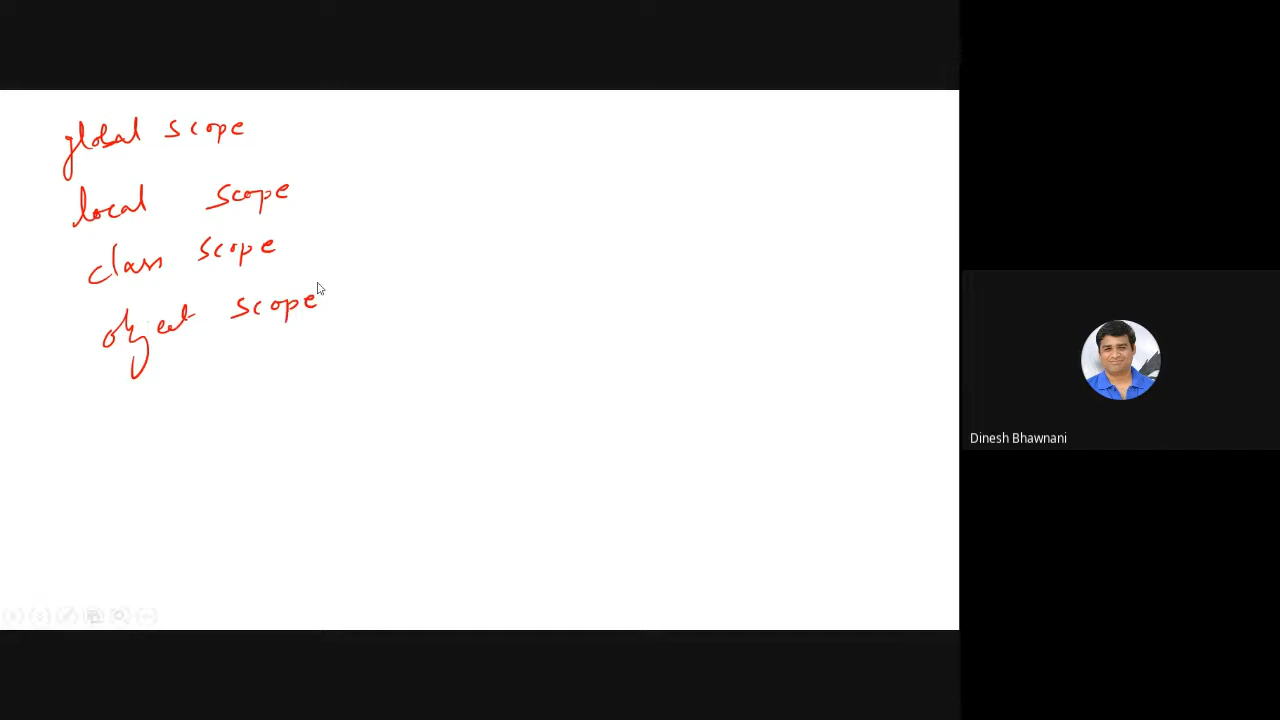 global scope
local scope
class scope
object scope
Dinesh Bhawnani